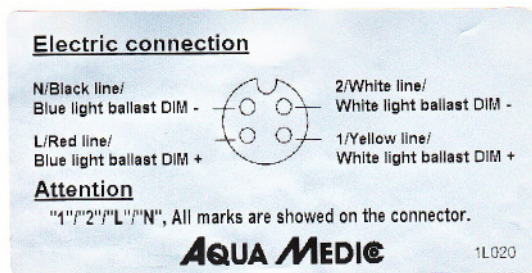 Electric connection
N/Black line/
Blue light ballast DIM -
2/White line/
White light ballast DIM -
L/Red line/
Blue light ballast DIM +
1/Yellow line/
White light ballast DIM +
Attention
"1"/"2"/"L"/"N", All marks are showed on the connector.
AQUA MEDIC
1L020